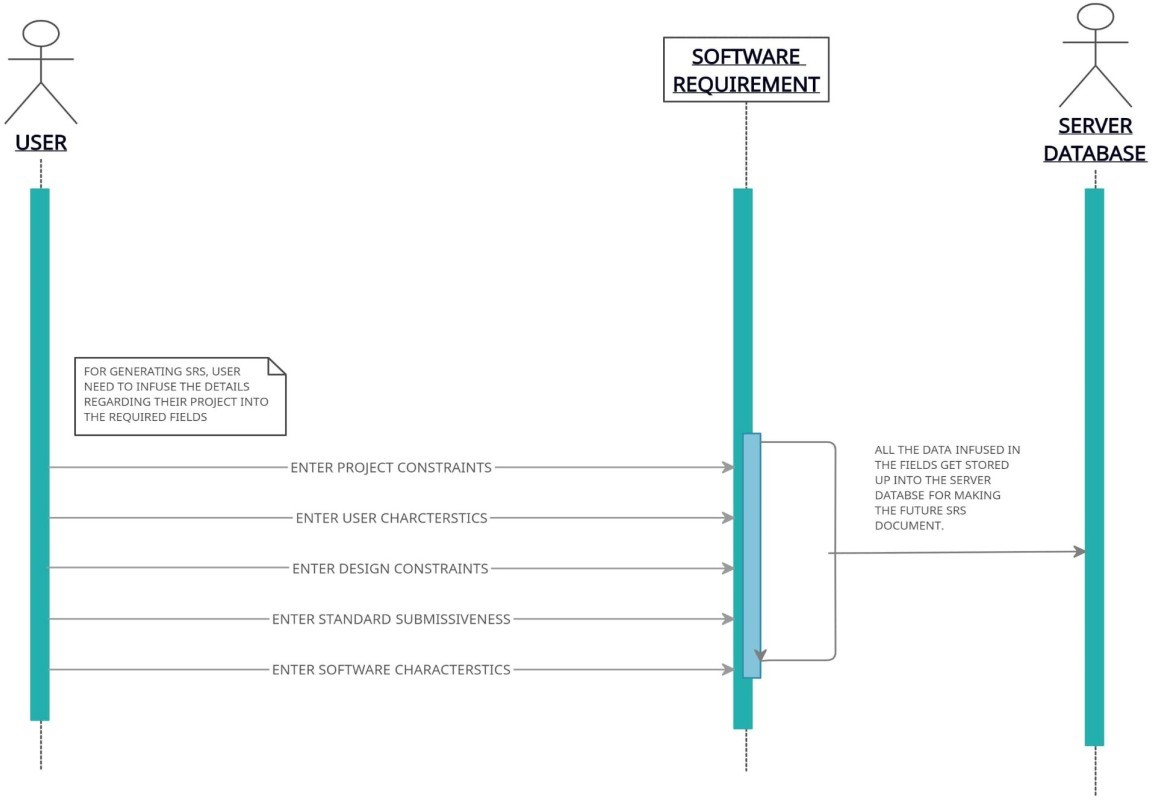 USER
SOFTWARE
REQUIREMENT
SERVER
DATABASE
FOR GENERATING SRS, USER
NEED TO INFUSE THE DETAILS
REGARDING THEIR PROJECT INTO
THE REQUIRED FIELDS
ENTER PROJECT CONSTRAINTS
ENTER USER CHARCTERSTICS
ENTER DESIGN CONSTRAINTS
ENTER STANDARD SUBMISSIVENESS
ENTER SOFTWARE CHARACTERSTICS
ALL THE DATA INFUSED IN
THE FIELDS GET STORED
UP INTO THE SERVER
DATABSE FOR MAKING
THE FUTURE SRS
DOCUMENT.